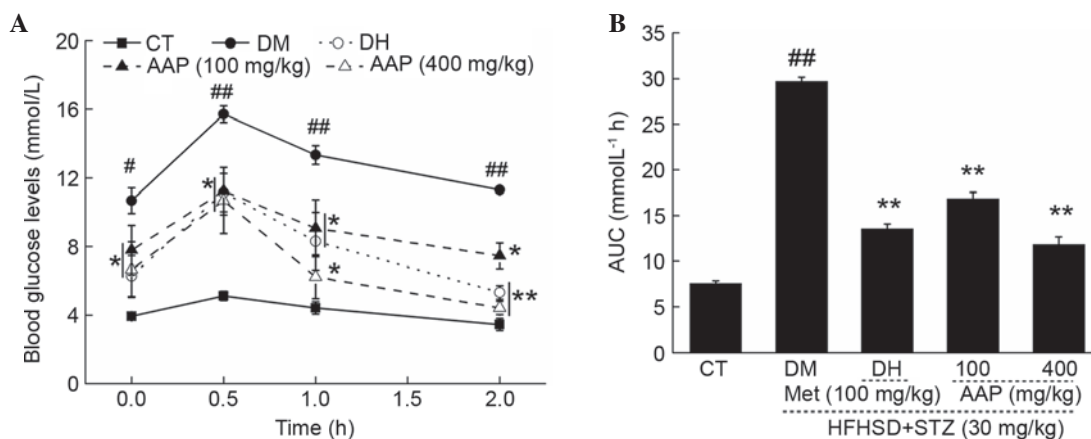 A
20
16
12
8
4
0
Blood glucose levels (mmol/L)
CT DM DH
AAP (100 mg/kg) AAP (400 mg/kg)
#
##
##
##
*
*
*
*
*
**
0.0 0.5 1.0 2.0
Time (h)
B
35
30
25
20
15
10
5
0
AUC (mmolL⁻¹ h)
##
**
**
**
CT DM DH 100 400
Met (100 mg/kg) AAP (mg/kg)
HFHSD+STZ (30 mg/kg)